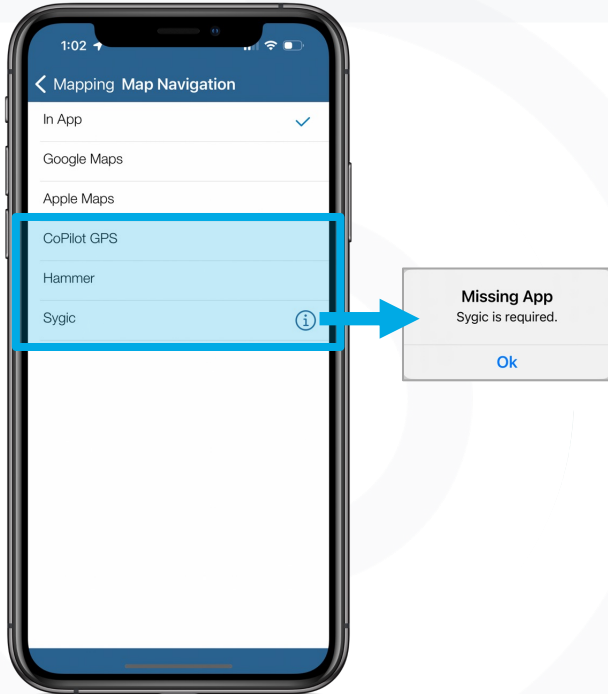 1:02
Mapping Map Navigation
In App
Google Maps
Apple Maps
CoPilot GPS
Hammer
Sygic
Missing App
Sygic is required.
Ok